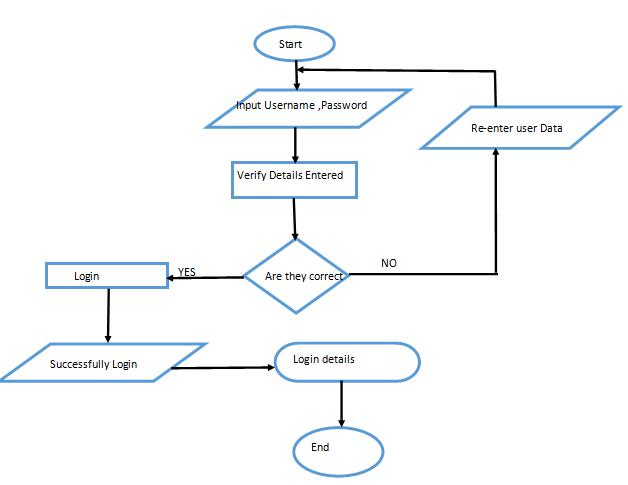 Start
Input Username ,Password
Re-enter user Data
Verify Details Entered
Are they correct
YES
NO
Login
Successfully Login
Login details
End